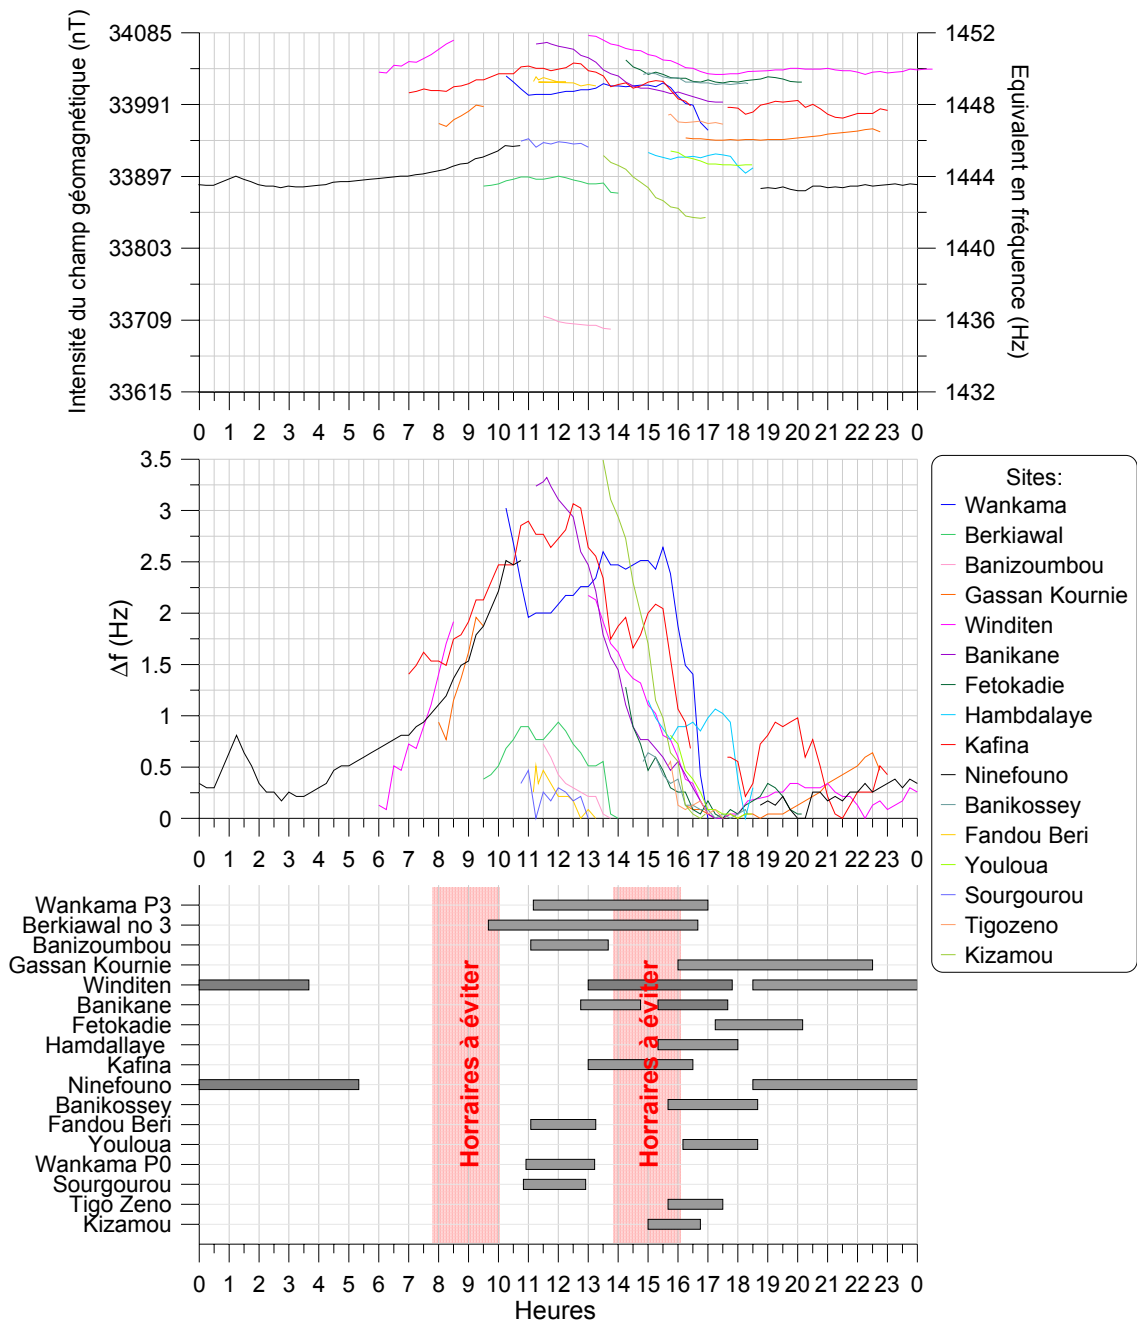 Intensité du champ géomagnétique (nT)
34085
33991
33897
33803
33709
33615
1452
1448
1444
1440
1436
1432
Equivalent en fréquence (Hz)
0 1 2 3 4 5 6 7 8 9 10 11 12 13 14 15 16 17 18 19 20 21 22 23 0
Δf (Hz)
3.5
3
2.5
2
1.5
1
0.5
0
0 1 2 3 4 5 6 7 8 9 10 11 12 13 14 15 16 17 18 19 20 21 22 23 0
Sites:
Wankama
Berkiawal
Banizoumbou
Gassan Kournie
Winditen
Banikane
Fetokadie
Hambdalaye
Kafina
Ninefouno
Banikossey
Fandou Beri
Youloua
Sourgourou
Tigozeno
Kizamou
Wankama P3
Berkiawal no 3
Banizoumbou
Gassan Kournie
Winditen
Banikane
Fetokadie
Hamdallaye
Kafina
Ninefouno
Banikossey
Fandou Beri
Youloua
Wankama P0
Sourgourou
Tigo Zeno
Kizamou
Horraires à éviter
Horraires à éviter
0 1 2 3 4 5 6 7 8 9 10 11 12 13 14 15 16 17 18 19 20 21 22 23 0
Heures